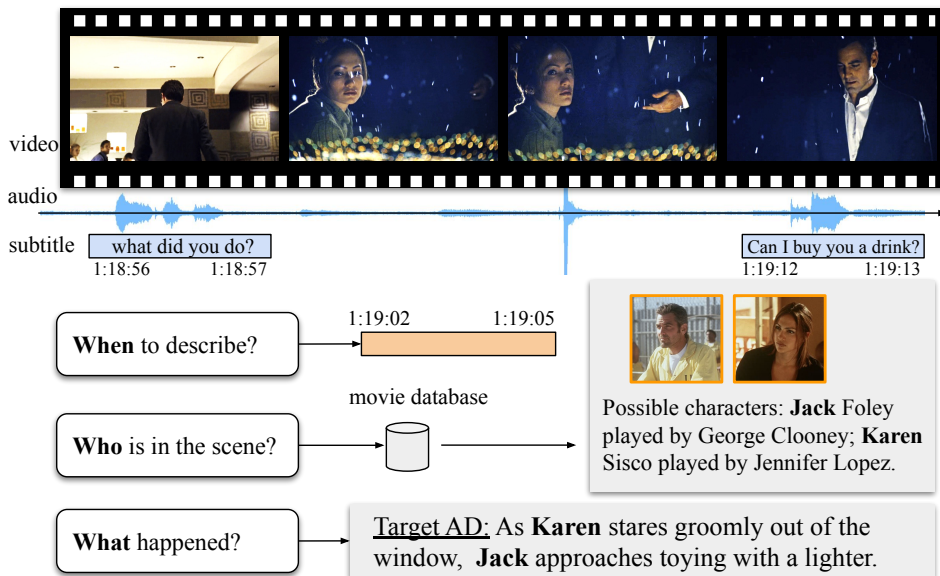 video
audio
subtitle
what did you do?
Can I buy you a drink?
1:18:56
1:18:57
1:19:12
1:19:13
When to describe?
1:19:02
1:19:05
Who is in the scene?
movie database
Possible characters: Jack Foley
played by George Clooney; Karen
Sisco played by Jennifer Lopez.
What happened?
Target AD: As Karen stares groomly out of the
window, Jack approaches toying with a lighter.